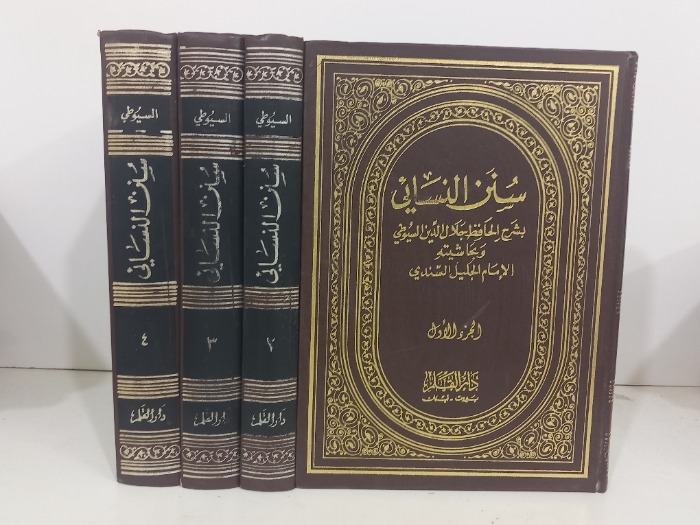 سنن النسائي
بشرح الحافظ جلال الدين السيوطي
وبحاشيته
الإمام الجليل السندي
الجزء الأول
دار القلم
بيروت - لبنان
السيوطي
سنن النسائي
٢
دار القلم
السيوطي
سنن النسائي
٣
دار القلم
السيوطي
سنن النسائي
٤
دار القلم